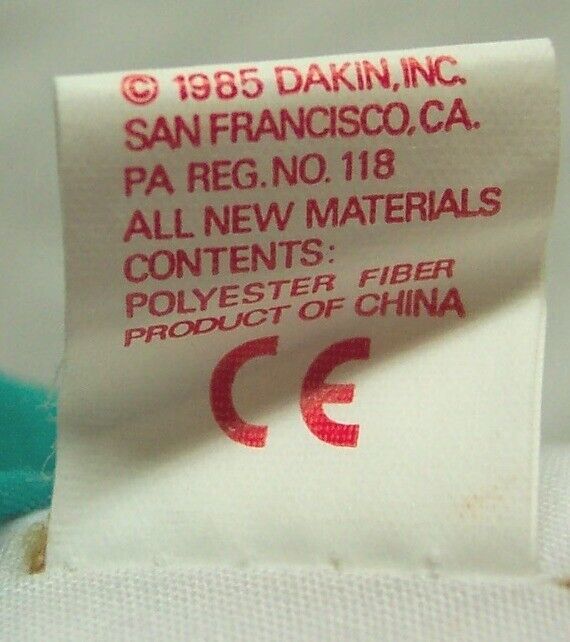 © 1985 DAKIN, INC.
SAN FRANCISCO, CA.
PA REG. NO. 118
ALL NEW MATERIALS
CONTENTS:
POLYESTER FIBER
PRODUCT OF CHINA
CE